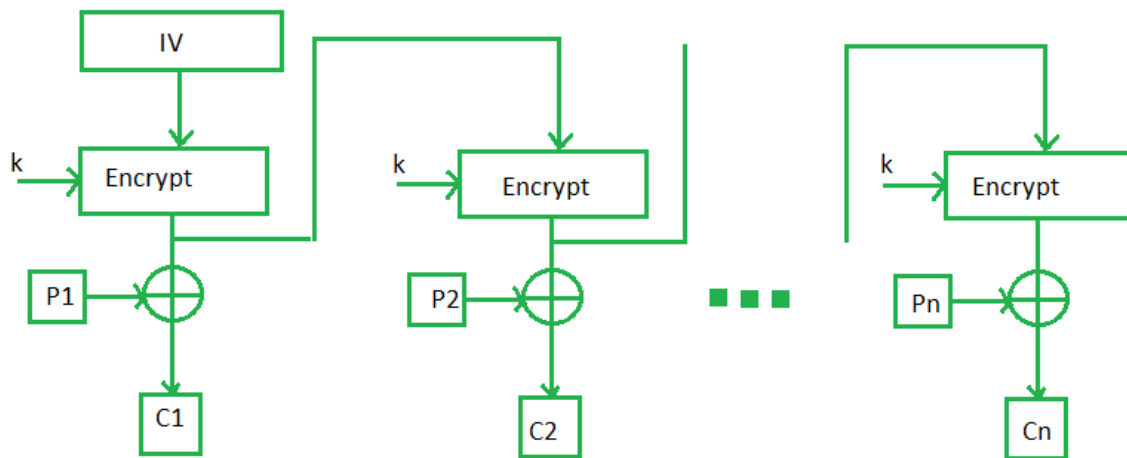 IV
k
Encrypt
k
Encrypt
k
Encrypt
P1
P2
Pn
C1
C2
Cn